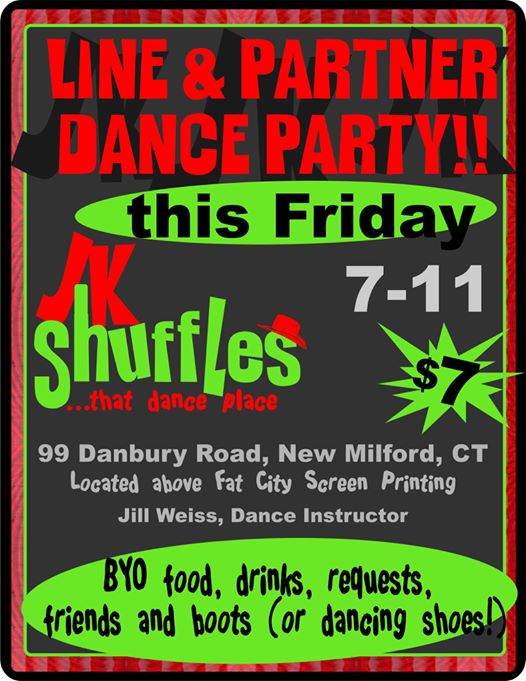 LINE & PARTNER
DANCE PARTY!!
this Friday
7-11
JK
Shuffles
...that dance place
$7
99 Danbury Road, New Milford, CT
Located above Fat City Screen Printing
Jill Weiss, Dance Instructor
BYO food, drinks, requests,
friends and boots (or dancing shoes!)